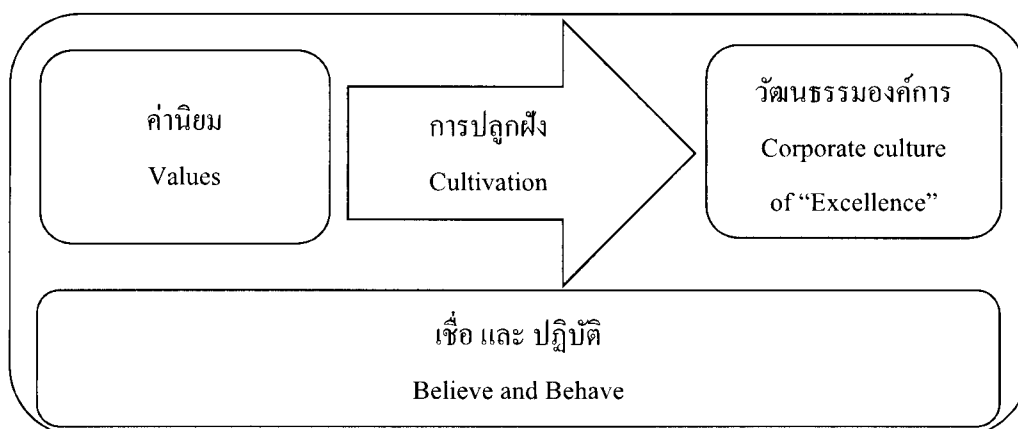 ค่านิยม
Values
การปลูกฝัง
Cultivation
วัฒนธรรมองค์การ
Corporate culture
of “Excellence”
เชื่อ และ ปฏิบัติ
Believe and Behave